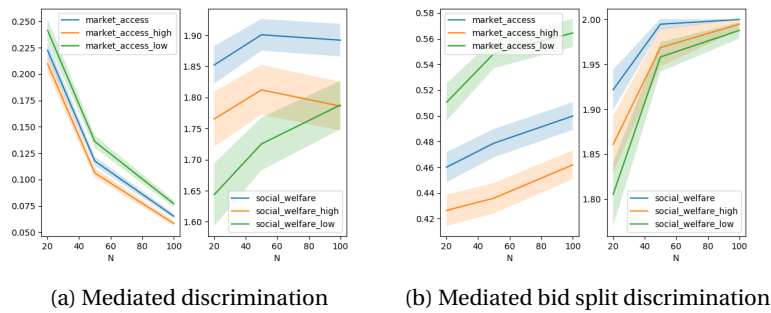 market_access
market_access_high
market_access_low
0.250
0.225
0.200
0.175
0.150
0.125
0.100
0.075
0.050
20 40 60 80 100
N
1.90
1.85
1.80
1.75
1.70
1.65
1.60
social_welfare
social_welfare_high
social_welfare_low
20 40 60 80 100
N
(a) Mediated discrimination
0.58
0.56
0.54
0.52
0.50
0.48
0.46
0.44
0.42
market_access
market_access_high
market_access_low
20 40 60 80 100
N
2.00
1.95
1.90
1.85
1.80
social_welfare
social_welfare_high
social_welfare_low
20 40 60 80 100
N
(b) Mediated bid split discrimination